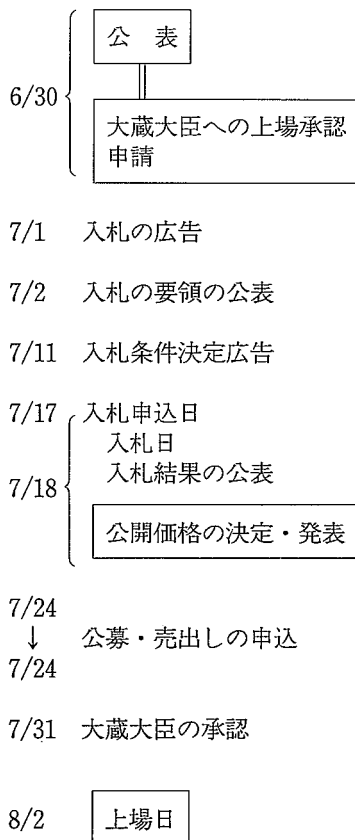 公 表
6/30
大蔵大臣への上場承認
申請
7/1 入札の広告
7/2 入札の要領の公表
7/11 入札条件決定広告
7/17 入札申込日
入札日
入札結果の公表
7/18
公開価格の決定・発表
7/24
↓ 公募・売出しの申込
7/24
7/31 大蔵大臣の承認
8/2 上場日